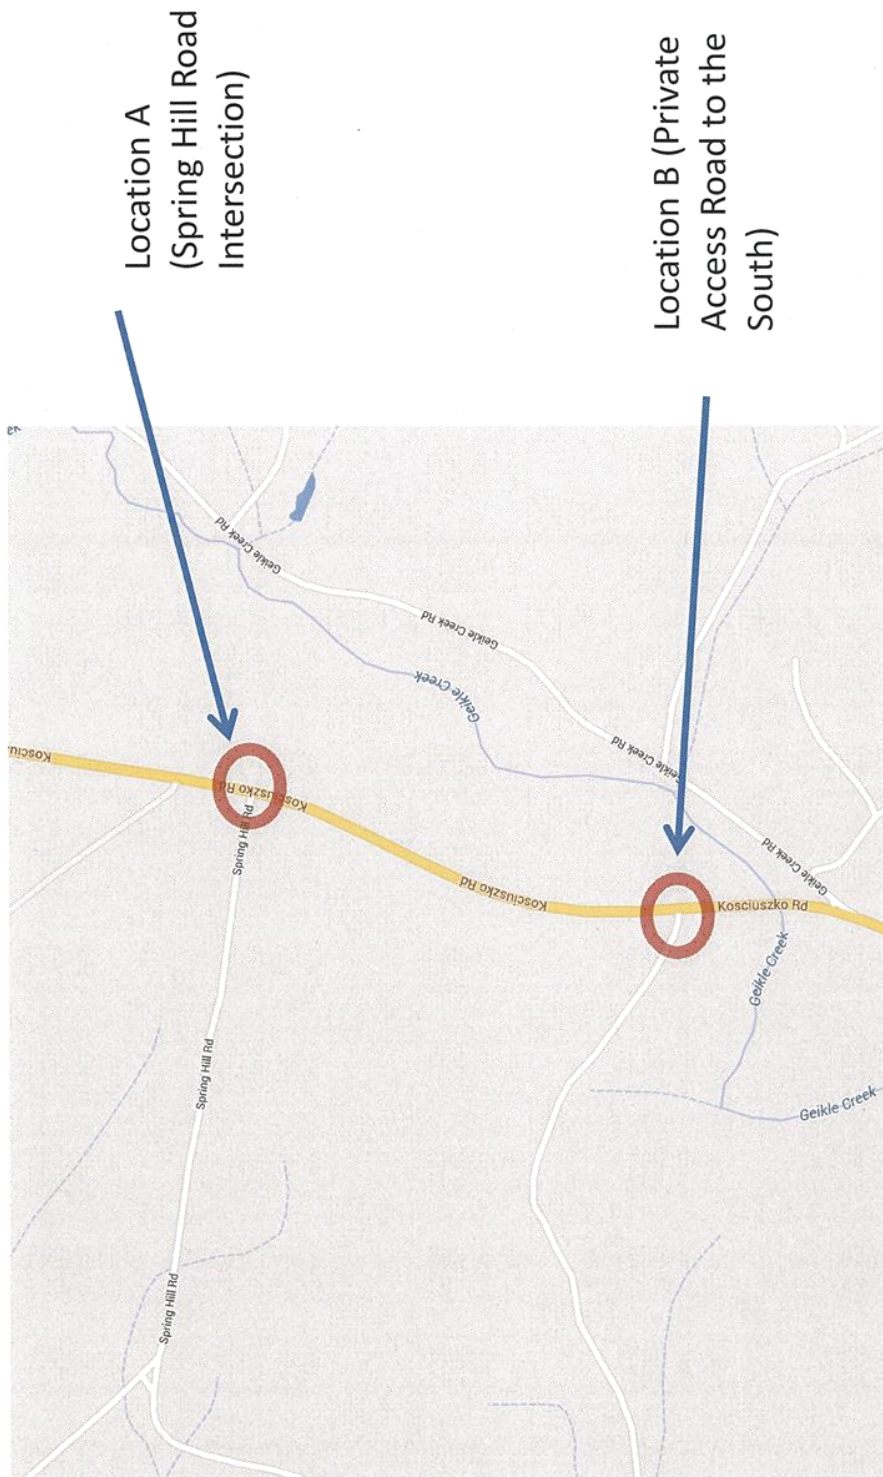 Location A
(Spring Hill Road
Intersection)
Location B (Private
Access Road to the
South)
Kosciuszko Rd
Kosciuszko Rd
Kosciuszko Rd
Kosciuszko Rd
Spring Hill Rd
Spring Hill Rd
Spring Hill Rd
Geikle Creek Rd
Geikle Creek Rd
Geikle Creek Rd
Geikle Creek Rd
Geikle Creek
Geikle Creek
Geikle Creek